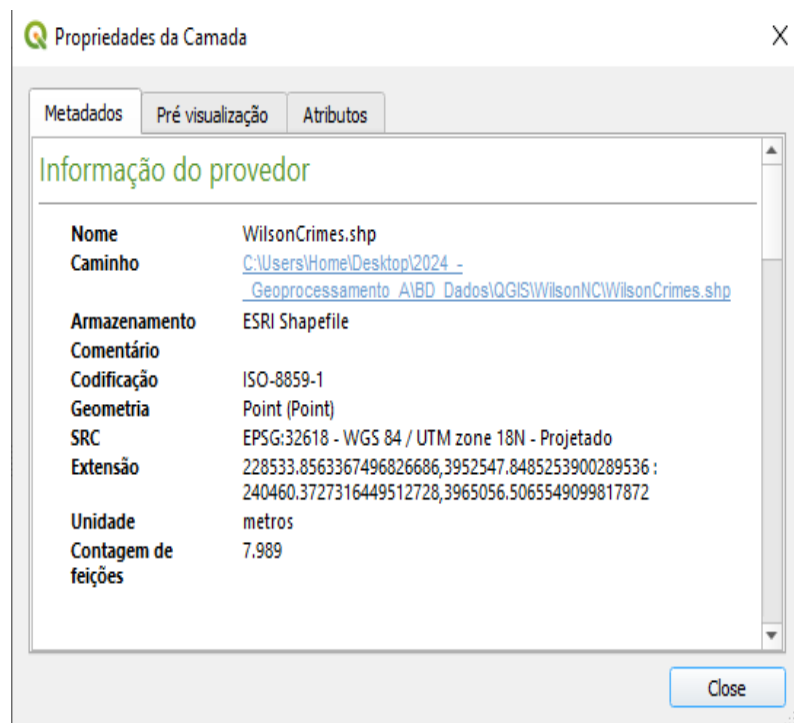 Propriedades da Camada
Metadados Pré visualização Atributos
Informação do provedor
Nome WilsonCrimes.shp
Caminho C:\Users\Home\Desktop\2024_-
_Geoprocessamento_A\BD_Dados\QGIS\WilsonNC\WilsonCrimes.shp
Armazenamento ESRI Shapefile
Comentário
Codificação ISO-8859-1
Geometria Point (Point)
SRC EPSG:32618 - WGS 84 / UTM zone 18N - Projetado
Extensão 228533.8563367496826686,3952547.8485253900289536 :
240460.3727316449512728,3965056.5065549099817872
Unidade metros
Contagem de 7.989
feições
Close